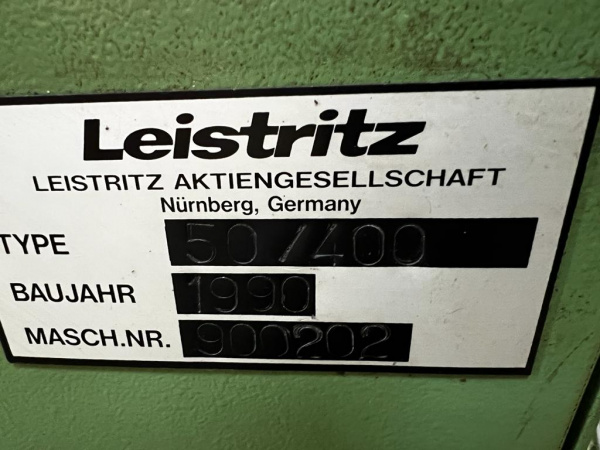 Leistritz
LEISTRITZ AKTIENGESELLSCHAFT
Nürnberg, Germany
TYPE 50/400
BAUJAHR 1990
MASCH.NR. 900202